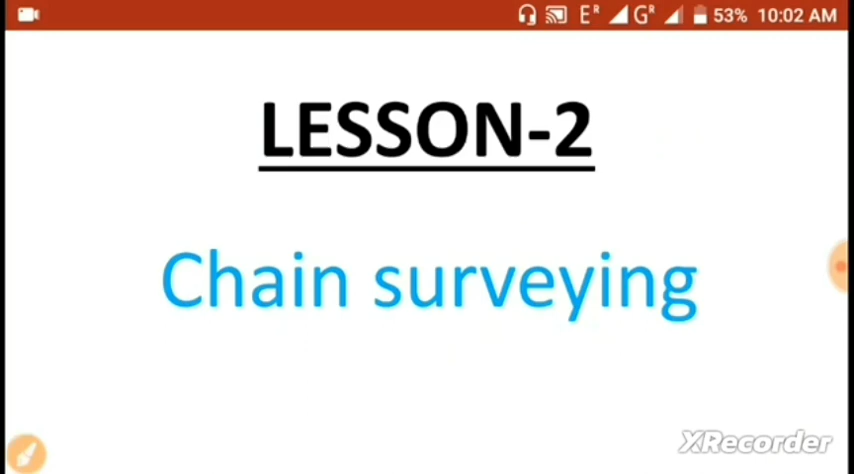 E R G R 53% 10:02 AM
LESSON-2
Chain surveying
XRecorder